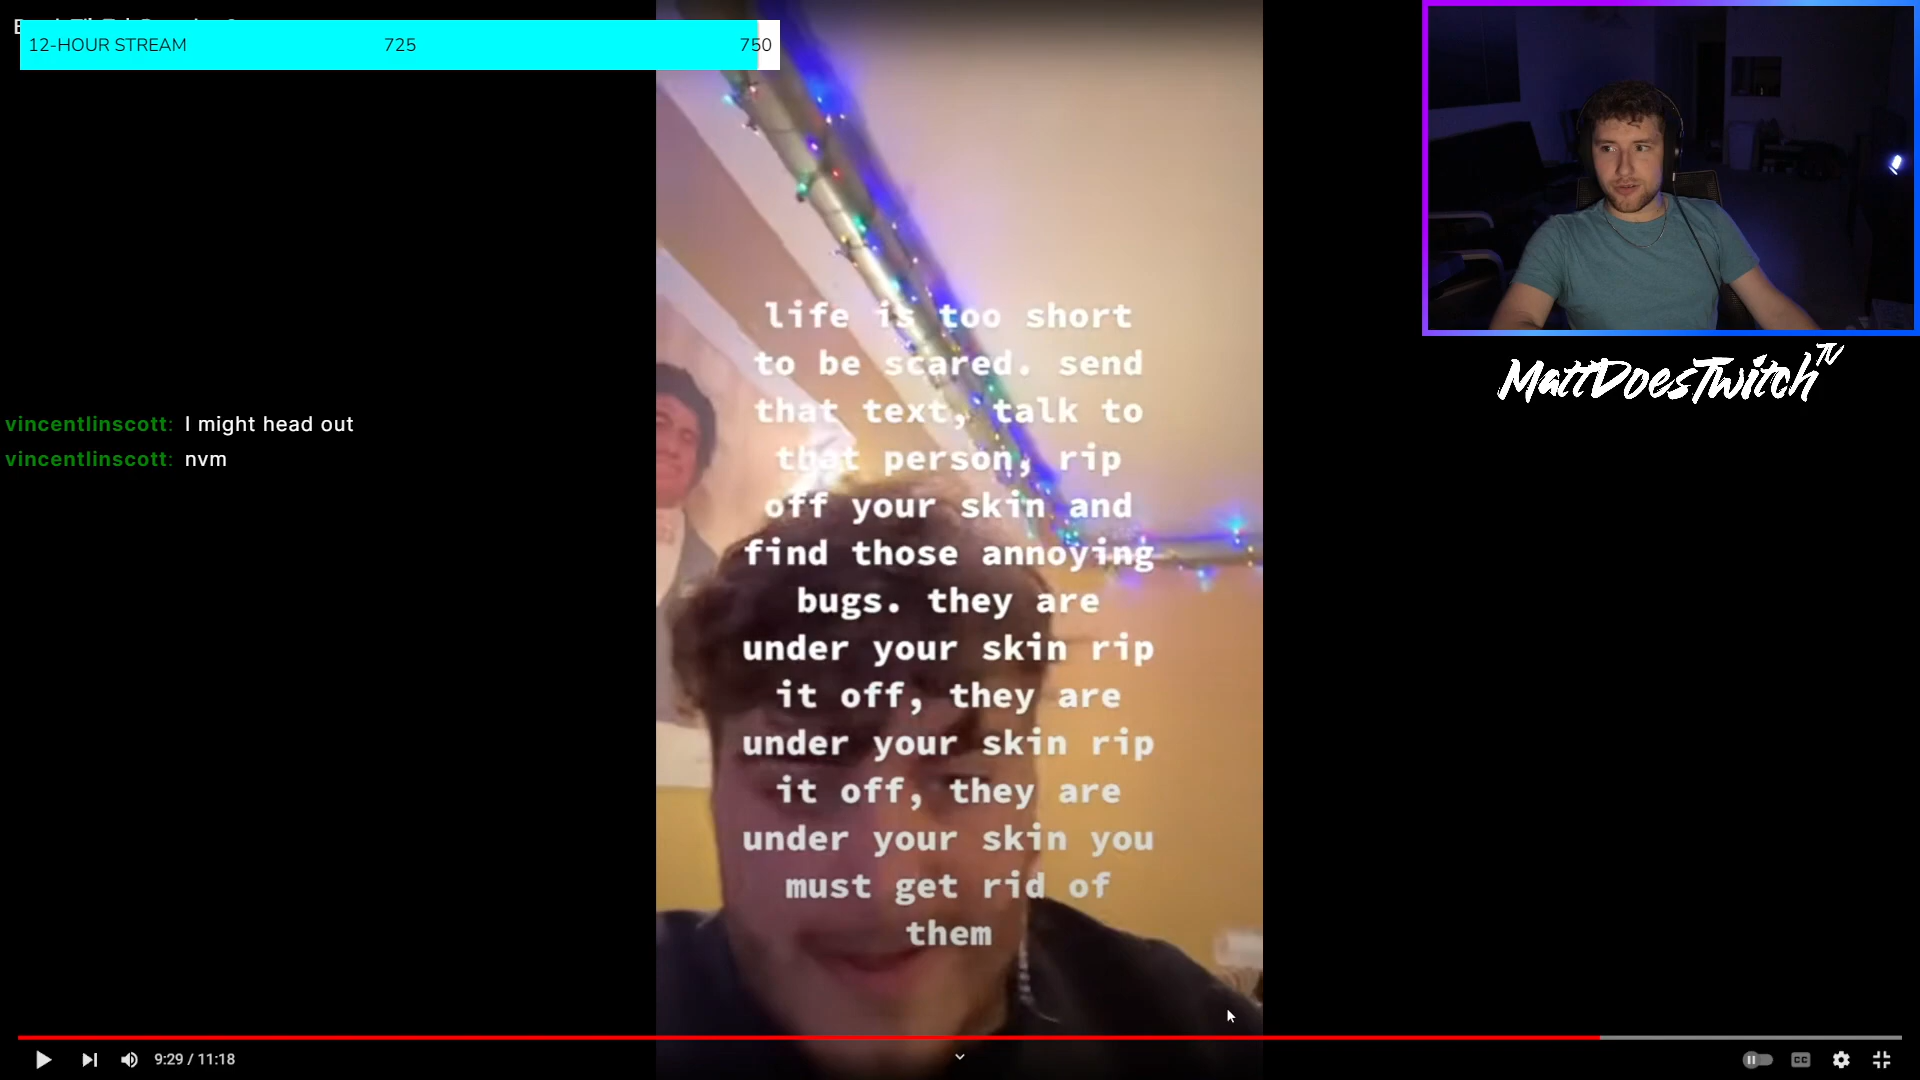 12-HOUR STREAM 725 750
MattDoesTwitch TV
life is too short
to be scared. send
that text, talk to
that person, rip
off your skin and
find those annoying
bugs. they are
under your skin rip
it off, they are
under your skin rip
it off, they are
under your skin you
must get rid of
them
vincentlinscott: I might head out
vincentlinscott: nvm
9:29 / 11:18
CC